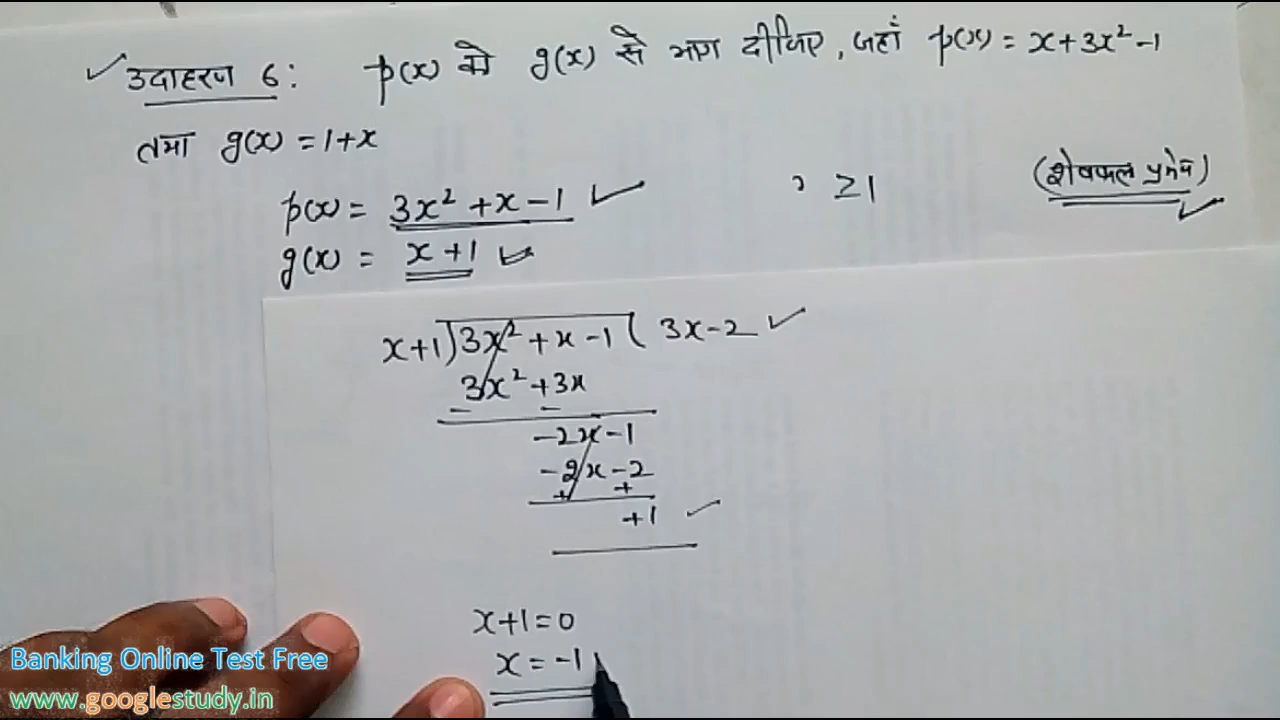 उदाहरण 6: p(x) को g(x) से भाग दीजिए, जहाँ p(x) = x+3x²-1
तथा g(x) = 1+x
(शेषफल प्रमेय)
p(x) = 3x² +x-1
≥1
g(x) = x+1
x+1)3x²+x-1( 3x-2
3x²+3x
- -
-2x-1
-2x-2
+ +
+1
x+1=0
x=-1
Banking Online Test Free
www.googlestudy.in